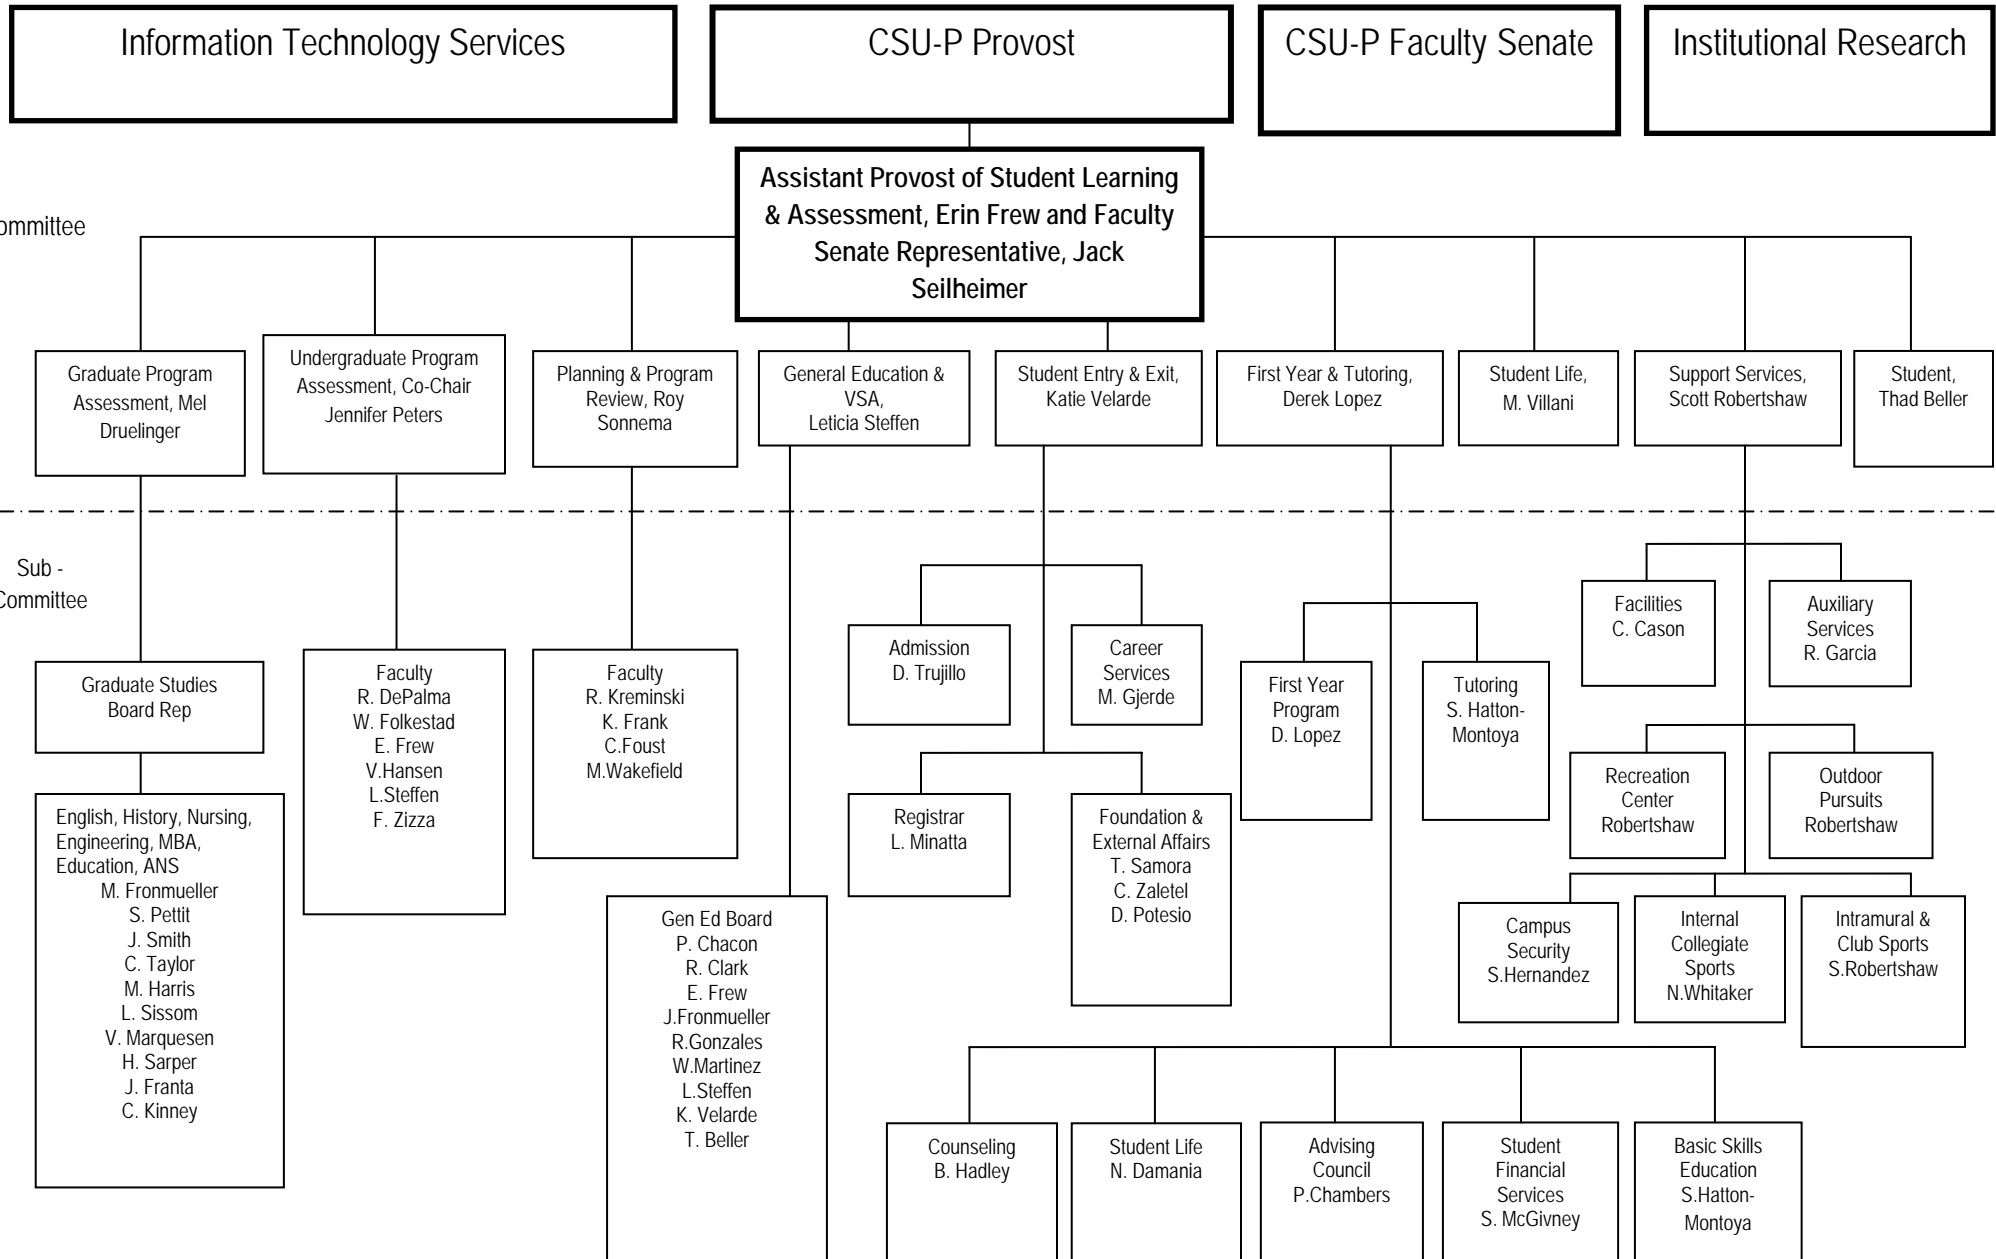 Information Technology Services
CSU-P Provost
CSU-P Faculty Senate
Institutional Research
Assistant Provost of Student Learning
& Assessment, Erin Frew and Faculty
Senate Representative, Jack
Seilheimer
ommittee
Graduate Program
Assessment, Mel
Druelinger
Undergraduate Program
Assessment, Co-Chair
Jennifer Peters
Planning & Program
Review, Roy
Sonnema
General Education &
VSA,
Leticia Steffen
Student Entry & Exit,
Katie Velarde
First Year & Tutoring,
Derek Lopez
Student Life,
M. Villani
Support Services,
Scott Robertshaw
Student,
Thad Beller
Sub -
Committee
Graduate Studies
Board Rep
English, History, Nursing,
Engineering, MBA,
Education, ANS
M. Fronmueller
S. Pettit
J. Smith
C. Taylor
M. Harris
L. Sissom
V. Marquesen
H. Sarper
J. Franta
C. Kinney
Faculty
R. DePalma
W. Folkestad
E. Frew
V.Hansen
L.Steffen
F. Zizza
Faculty
R. Kreminski
K. Frank
C.Foust
M.Wakefield
Gen Ed Board
P. Chacon
R. Clark
E. Frew
J.Fronmueller
R.Gonzales
W.Martinez
L.Steffen
K. Velarde
T. Beller
Admission
D. Trujillo
Career
Services
M. Gjerde
Registrar
L. Minatta
Foundation &
External Affairs
T. Samora
C. Zaletel
D. Potesio
First Year
Program
D. Lopez
Tutoring
S. Hatton-
Montoya
Facilities
C. Cason
Auxiliary
Services
R. Garcia
Recreation
Center
Robertshaw
Outdoor
Pursuits
Robertshaw
Campus
Security
S.Hernandez
Internal
Collegiate
Sports
N.Whitaker
Intramural &
Club Sports
S.Robertshaw
Counseling
B. Hadley
Student Life
N. Damania
Advising
Council
P.Chambers
Student
Financial
Services
S. McGivney
Basic Skills
Education
S.Hatton-
Montoya